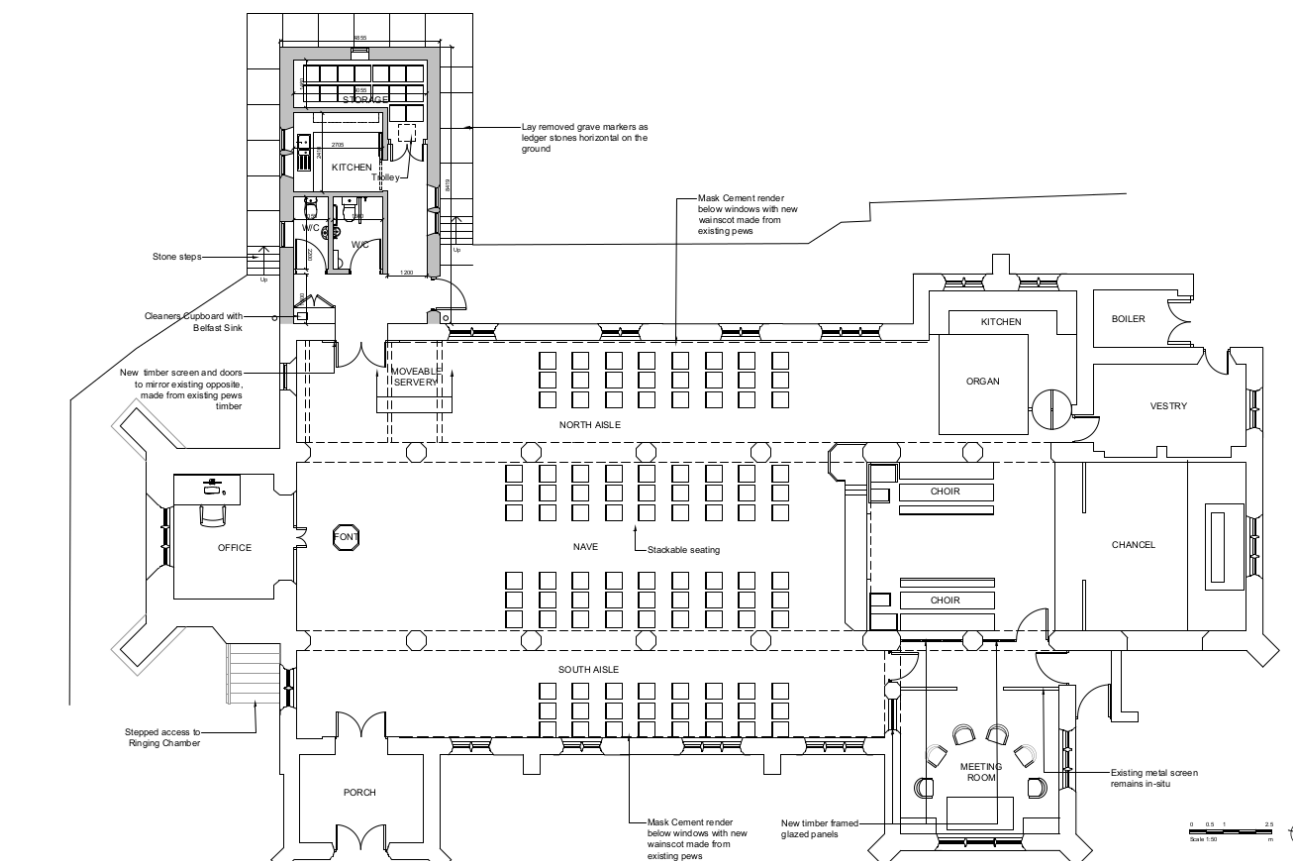 6655
STORAGE
Lay removed grave markers as
ledger stones horizontal on the
ground
2705
KITCHEN
Trolley
Mask Cement render
below windows with new
wainscot made from
existing pews
W/C
W/C
Stone steps
Up
Up
1200
Cleaners Cupboard with
Belfast Sink
KITCHEN
BOILER
New timber screen and doors
to mirror existing opposite,
made from existing pews
timber
MOVEABLE
SERVERY
ORGAN
VESTRY
NORTH AISLE
CHOIR
FONT
OFFICE
NAVE
Stackable seating
CHANCEL
CHOIR
SOUTH AISLE
Stepped access to
Ringing Chamber
MEETING
ROOM
Existing metal screen
remains in-situ
PORCH
Mask Cement render
below windows with new
wainscot made from
existing pews
New timber framed
glazed panels
0 0.5 1 2.5
Scale 1:50 m